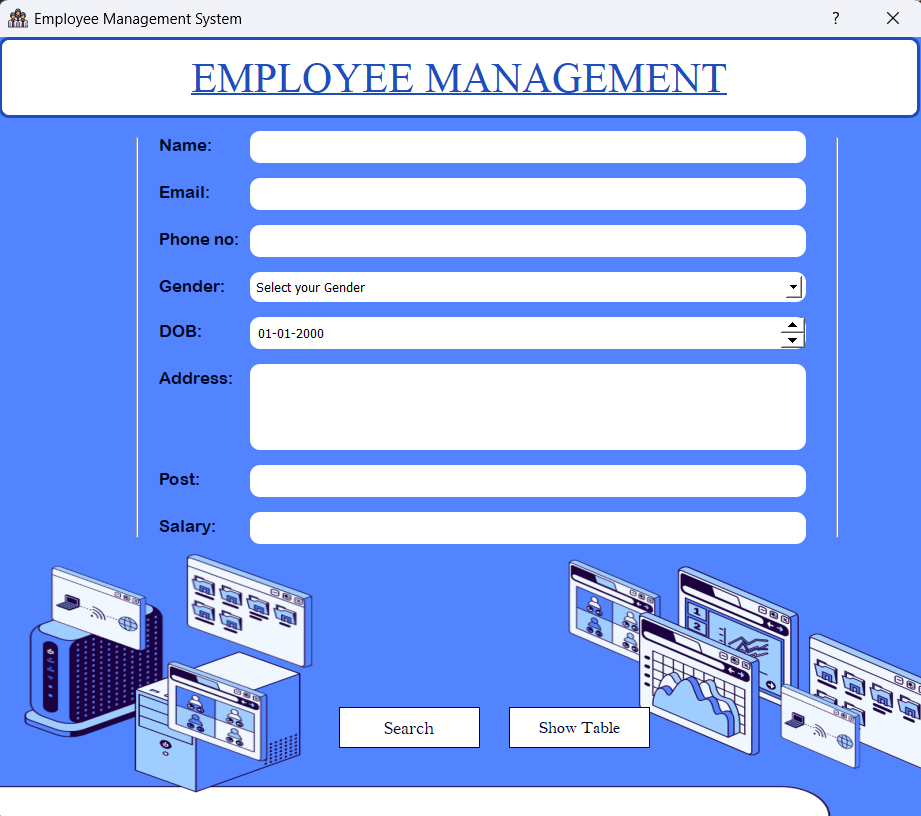 Employee Management System
?
EMPLOYEE MANAGEMENT
Name:
Email:
Phone no:
Gender: Select your Gender
DOB: 01-01-2000
Address:
Post:
Salary:
1
2
Search Show Table